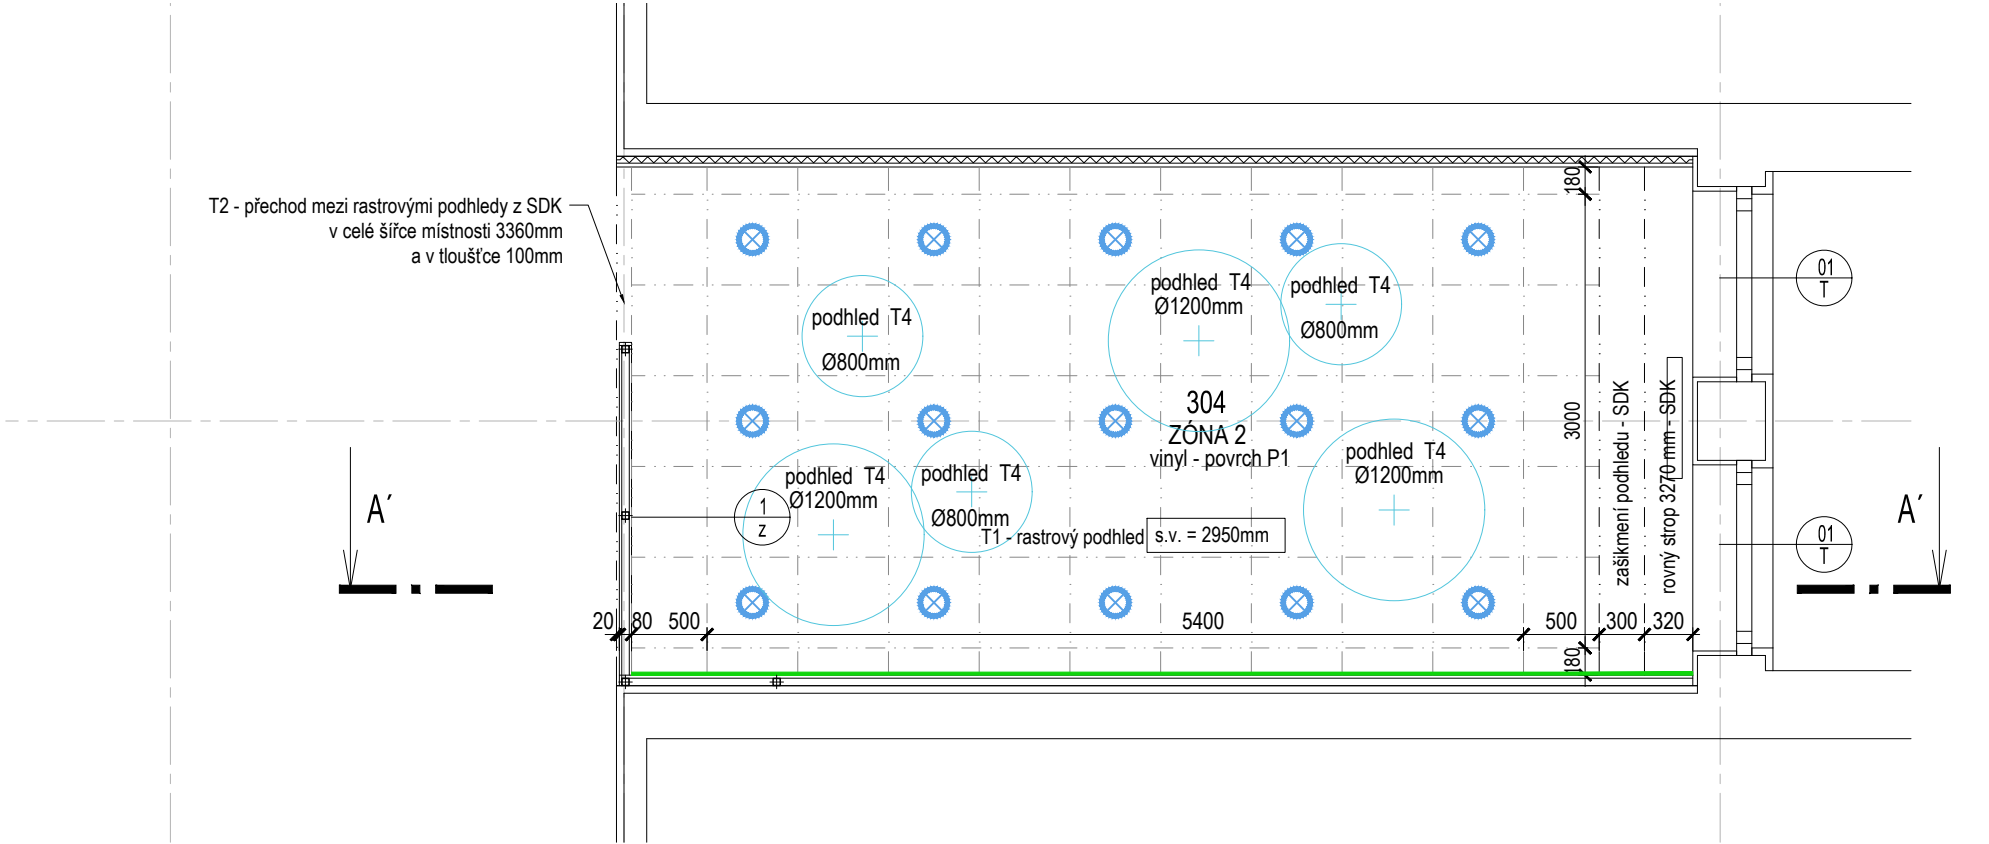 T2 - přechod mezi rastrovými podhledy z SDK
v celé šířce místnosti 3360mm
a v tloušťce 100mm
180
podhled T4
Ø800mm
podhled T4
Ø1200mm
podhled T4
Ø800mm
01
T
304
ZÓNA 2
vinyl - povrch P1
3000
zašikmení podhledu - SDK
rovný strop 3270 mm - SDK
podhled T4
Ø1200mm
podhled T4
Ø800mm
podhled T4
Ø1200mm
1
z
T1 - rastrový podhled
s.v. = 2950mm
A´
A´
01
T
20
80
500
5400
500
300
320
180